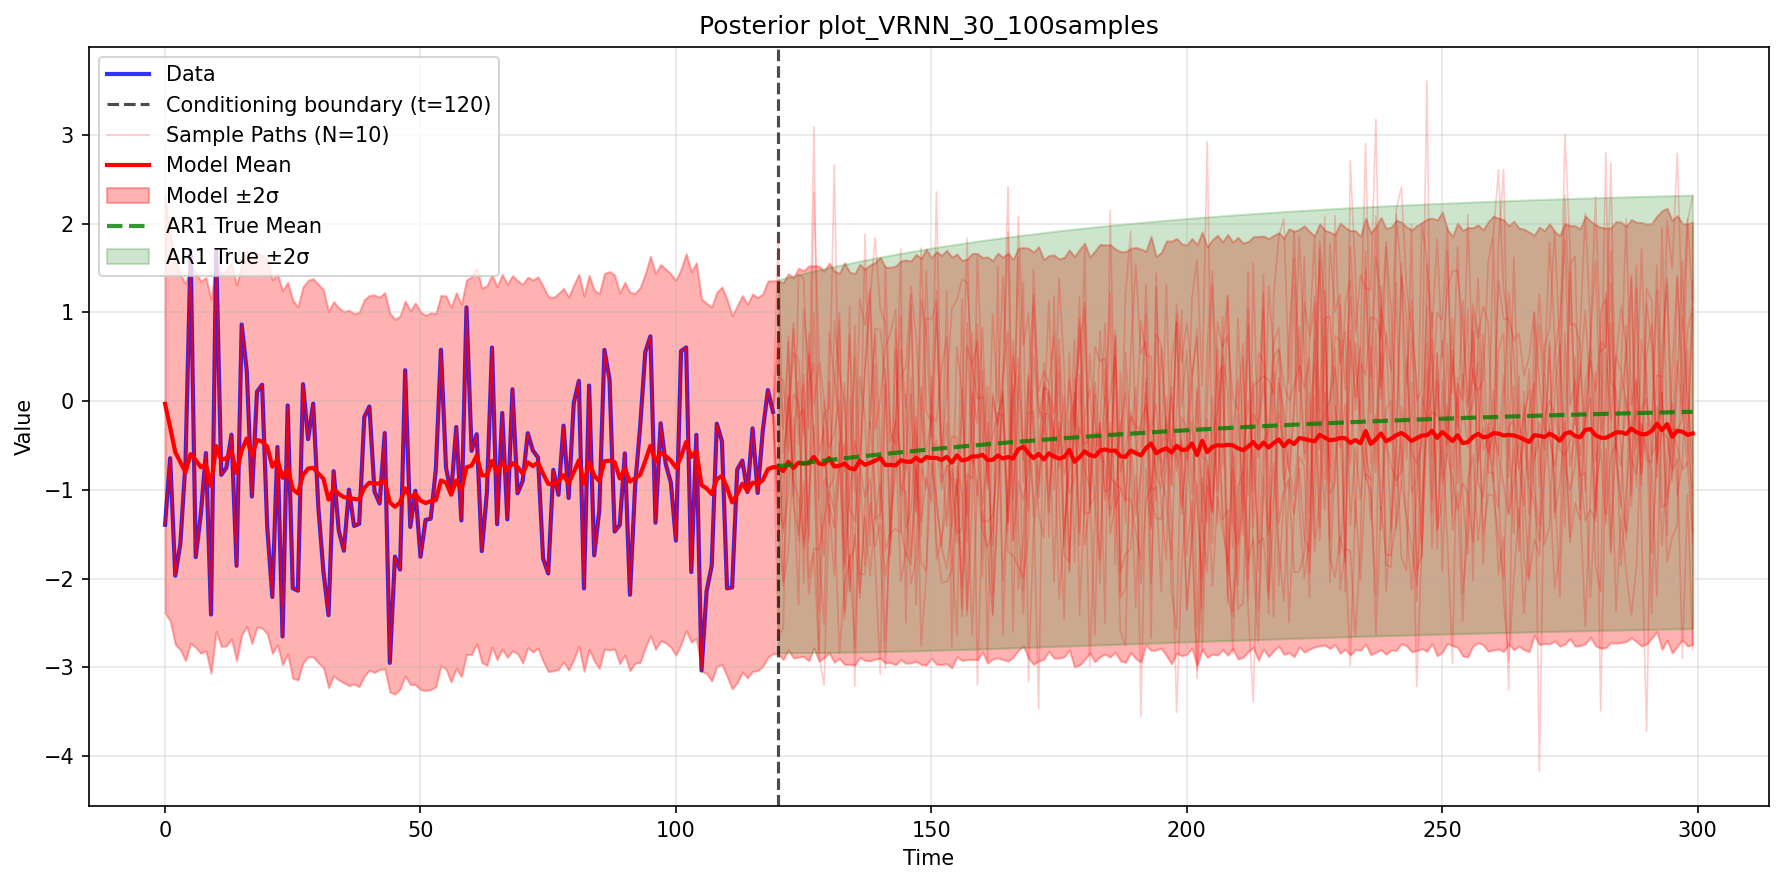 Posterior plot_VRNN_30_100samples
Data
Conditioning boundary (t=120)
Sample Paths (N=10)
Model Mean
Model ±2σ
AR1 True Mean
AR1 True ±2σ
Value
3
2
1
0
−1
−2
−3
−4
0
50
100
150
200
250
300
Time